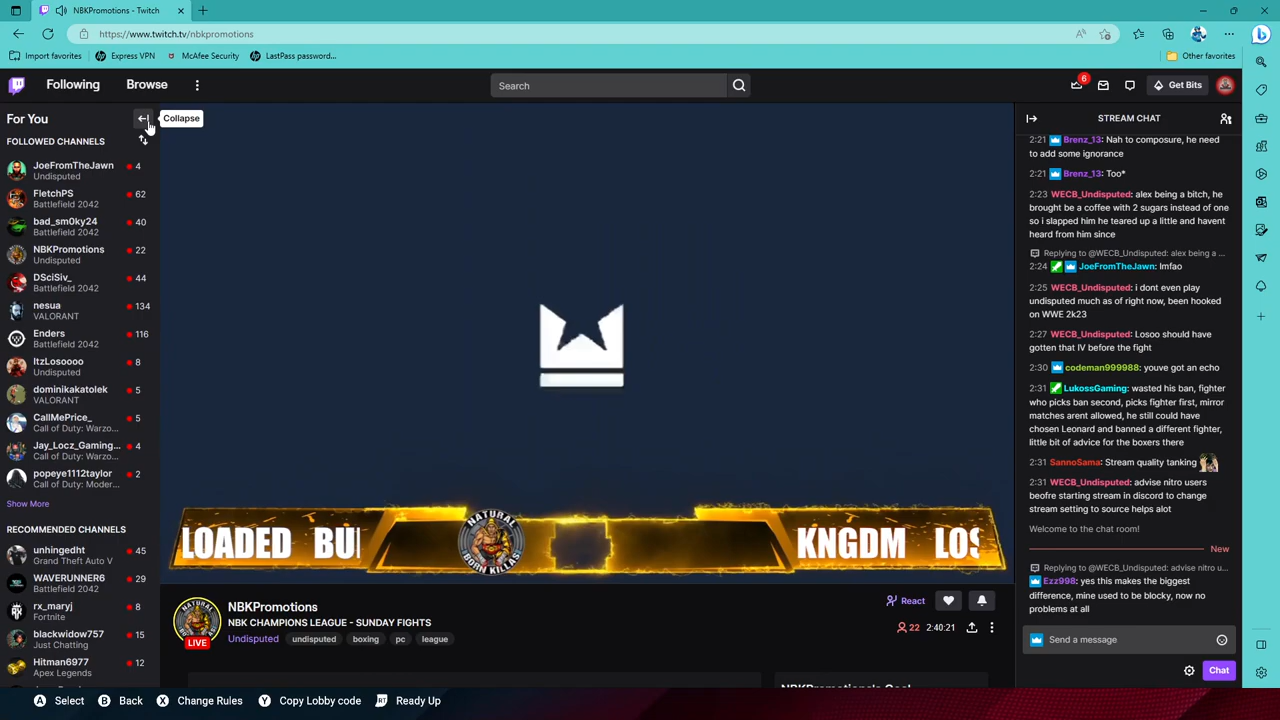 NBKPromotions - Twitch
https://www.twitch.tv/nbkpromotions
Import favorites
Express VPN
McAfee Security
LastPass password...
Other favorites
Following
Browse
Search
6
Get Bits
For You
Collapse
FOLLOWED CHANNELS
JoeFromTheJawn
4
Undisputed
FletchPS
62
Battlefield 2042
bad_sm0ky24
40
Battlefield 2042
NBKPromotions
22
Undisputed
DSciSiv_
44
Battlefield 2042
nesua
134
VALORANT
Enders
116
Battlefield 2042
ItzLosoooo
8
Undisputed
dominikakatolek
5
VALORANT
CallMePrice_
5
Call of Duty: Warzo...
Jay_Locz_Gaming...
4
Call of Duty: Warzo...
popeye1112taylor
2
Call of Duty: Moder...
Show More
RECOMMENDED CHANNELS
unhingedht
45
Grand Theft Auto V
WAVERUNNER6
29
Battlefield 2042
rx_maryj
8
Fortnite
blackwidow757
15
Just Chatting
Hitman6977
12
Apex Legends
LOADED BU
NATURAL
BORN KILLAS
KNGDM LOS
NATURAL
BORN KILLAS
LIVE
NBKPromotions
NBK CHAMPIONS LEAGUE - SUNDAY FIGHTS
Undisputed
undisputed
boxing
pc
league
React
22
2:40:21
NBKPromotions's Goal
STREAM CHAT
2:21 Brenz_13: Nah to composure, he need
to add some ignorance
2:21 Brenz_13: Too*
2:23 WECB_Undisputed: alex being a bitch, he
brought be a coffee with 2 sugars instead of one
so i slapped him he teared up a little and havent
heard from him since
Replying to @WECB_Undisputed: alex being a ...
2:24 JoeFromTheJawn: lmfao
2:25 WECB_Undisputed: i dont even play
undisputed much as of right now, been hooked
on WWE 2k23
2:27 WECB_Undisputed: Losoo should have
gotten that IV before the fight
2:30 codeman999988: youve got an echo
2:31 LukossGaming: wasted his ban, fighter
who picks ban second, picks fighter first, mirror
matches arent allowed, he still could have
chosen Leonard and banned a different fighter,
little bit of advice for the boxers there
2:31 SannoSama: Stream quality tanking
2:31 WECB_Undisputed: advise nitro users
beofre starting stream in discord to change
stream setting to source helps alot
Welcome to the chat room!
New
Replying to @WECB_Undisputed: advise nitro u...
Ezz998: yes this makes the biggest
difference, mine used to be blocky, now no
problems at all
Send a message
Chat
A Select
B Back
X Change Rules
Y Copy Lobby code
RT Ready Up